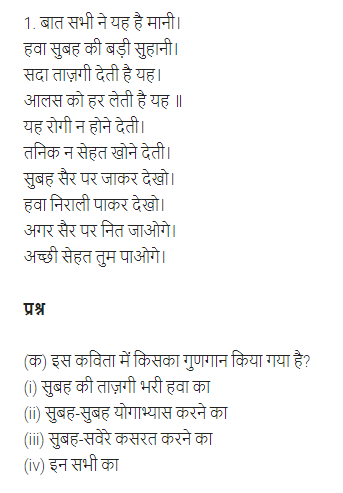 1. बात सभी ने यह है मानी।
हवा सुबह की बड़ी सुहानी।
सदा ताज़गी देती है यह।
आलस को हर लेती है यह ॥
यह रोगी न होने देती।
तनिक न सेहत खोने देती।
सुबह सैर पर जाकर देखो।
हवा निराली पाकर देखो।
अगर सैर पर नित जाओगे।
अच्छी सेहत तुम पाओगे।
प्रश्न
(क) इस कविता में किसका गुणगान किया गया है?
(i) सुबह की ताज़गी भरी हवा का
(ii) सुबह-सुबह योगाभ्यास करने का
(iii) सुबह-सवेरे कसरत करने का
(iv) इन सभी का